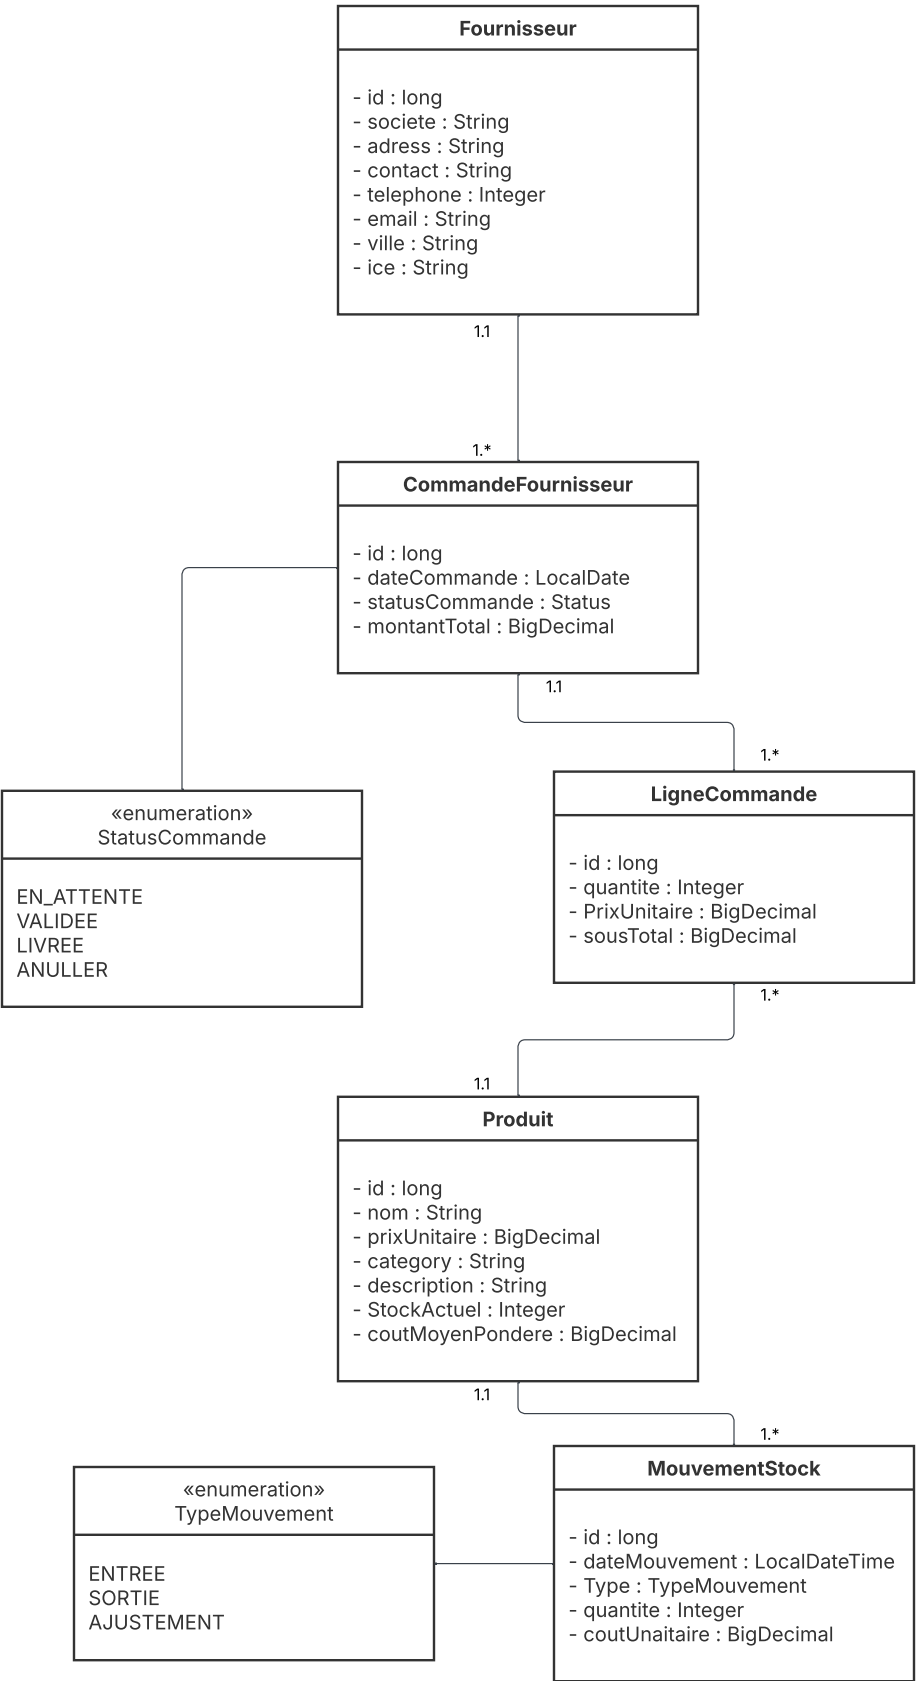 Fournisseur
- id : long
- societe : String
- adress : String
- contact : String
- telephone : Integer
- email : String
- ville : String
- ice : String
1.1
1.*
CommandeFournisseur
- id : long
- dateCommande : LocalDate
- statusCommande : Status
- montantTotal : BigDecimal
1.1
1.*
«enumeration»
StatusCommande
EN_ATTENTE
VALIDEE
LIVREE
ANULLER
LigneCommande
- id : long
- quantite : Integer
- PrixUnitaire : BigDecimal
- sousTotal : BigDecimal
1.*
1.1
Produit
- id : long
- nom : String
- prixUnitaire : BigDecimal
- category : String
- description : String
- StockActuel : Integer
- coutMoyenPondere : BigDecimal
1.1
1.*
«enumeration»
TypeMouvement
ENTREE
SORTIE
AJUSTEMENT
MouvementStock
- id : long
- dateMouvement : LocalDateTime
- Type : TypeMouvement
- quantite : Integer
- coutUnaitaire : BigDecimal